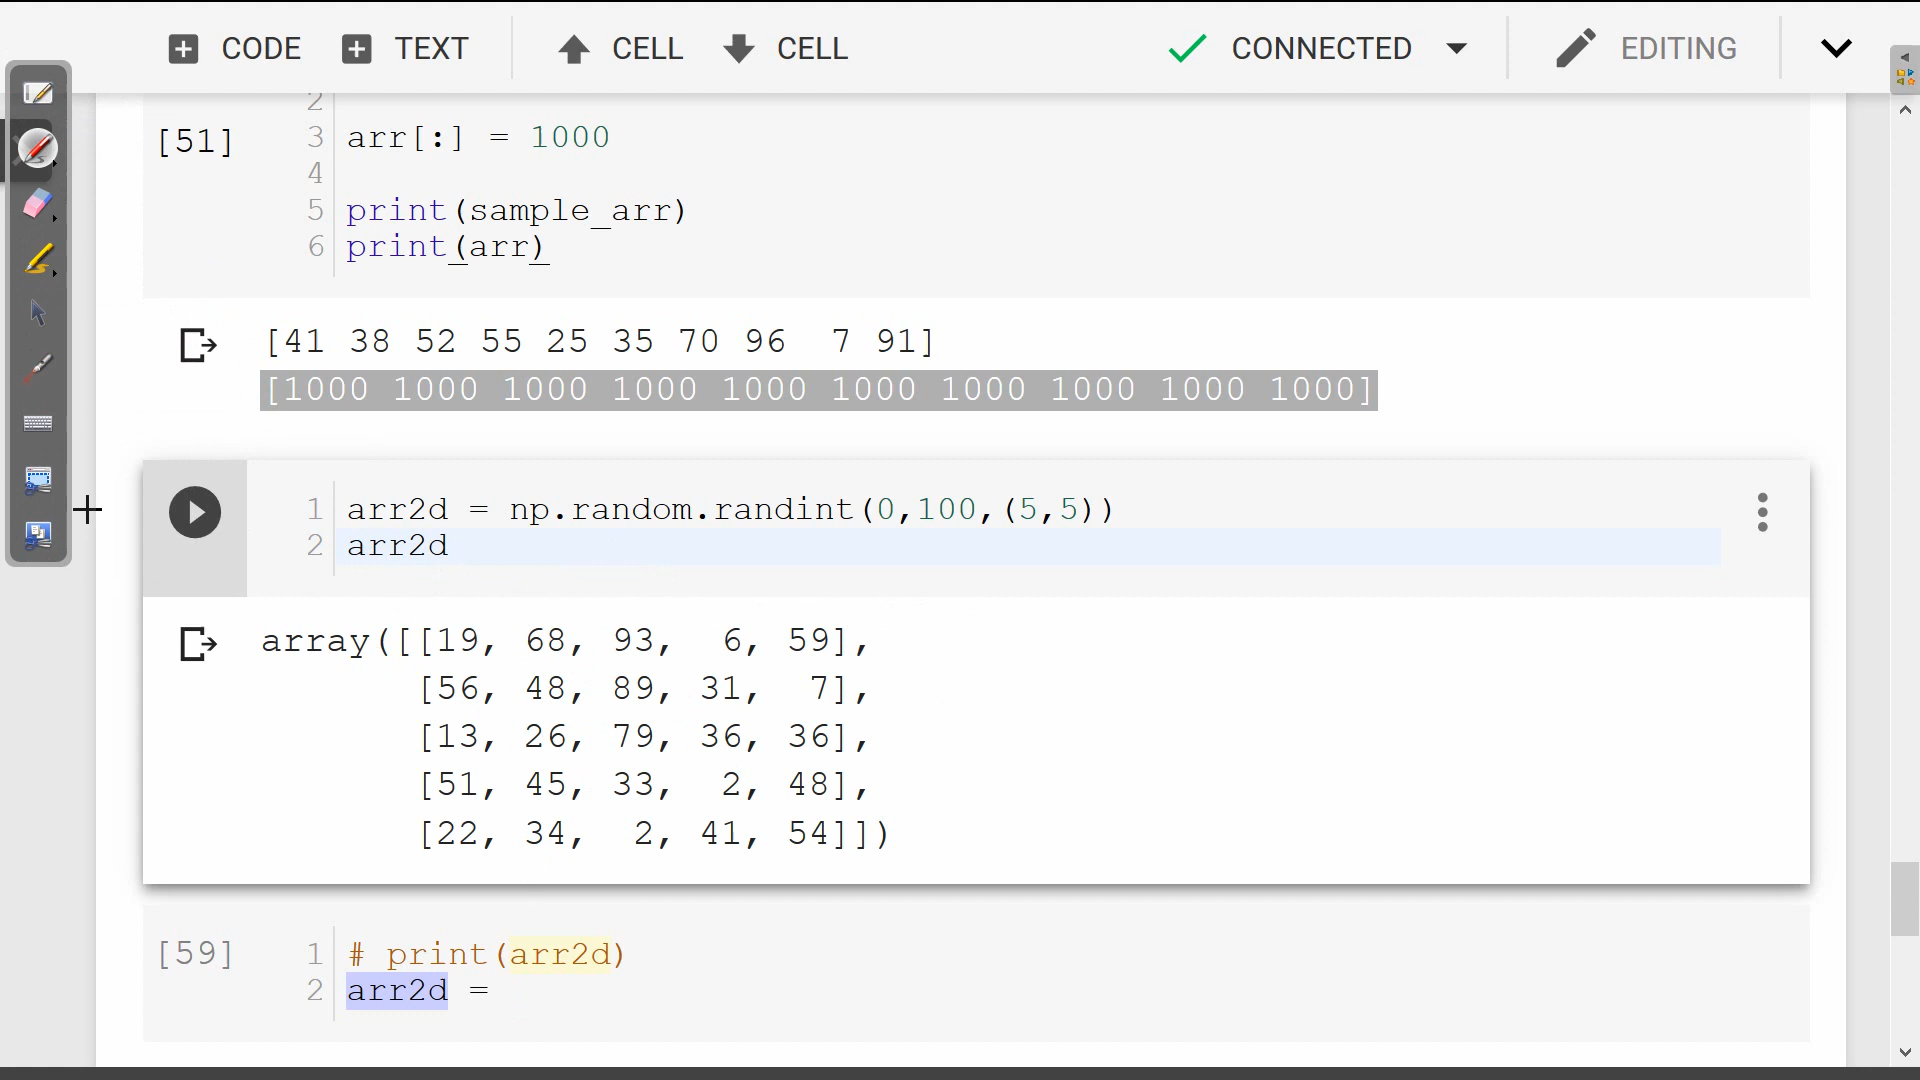 CODE TEXT CELL CELL CONNECTED EDITING
2
[51] 3 arr[:] = 1000
4
5 print(sample_arr)
6 print(arr)
[41 38 52 55 25 35 70 96  7 91]
[1000 1000 1000 1000 1000 1000 1000 1000 1000 1000]
1 arr2d = np.random.randint(0,100,(5,5))
2 arr2d
array([[19, 68, 93,  6, 59],
[56, 48, 89, 31,  7],
[13, 26, 79, 36, 36],
[51, 45, 33,  2, 48],
[22, 34,  2, 41, 54]])
[59] 1 # print(arr2d)
2 arr2d =